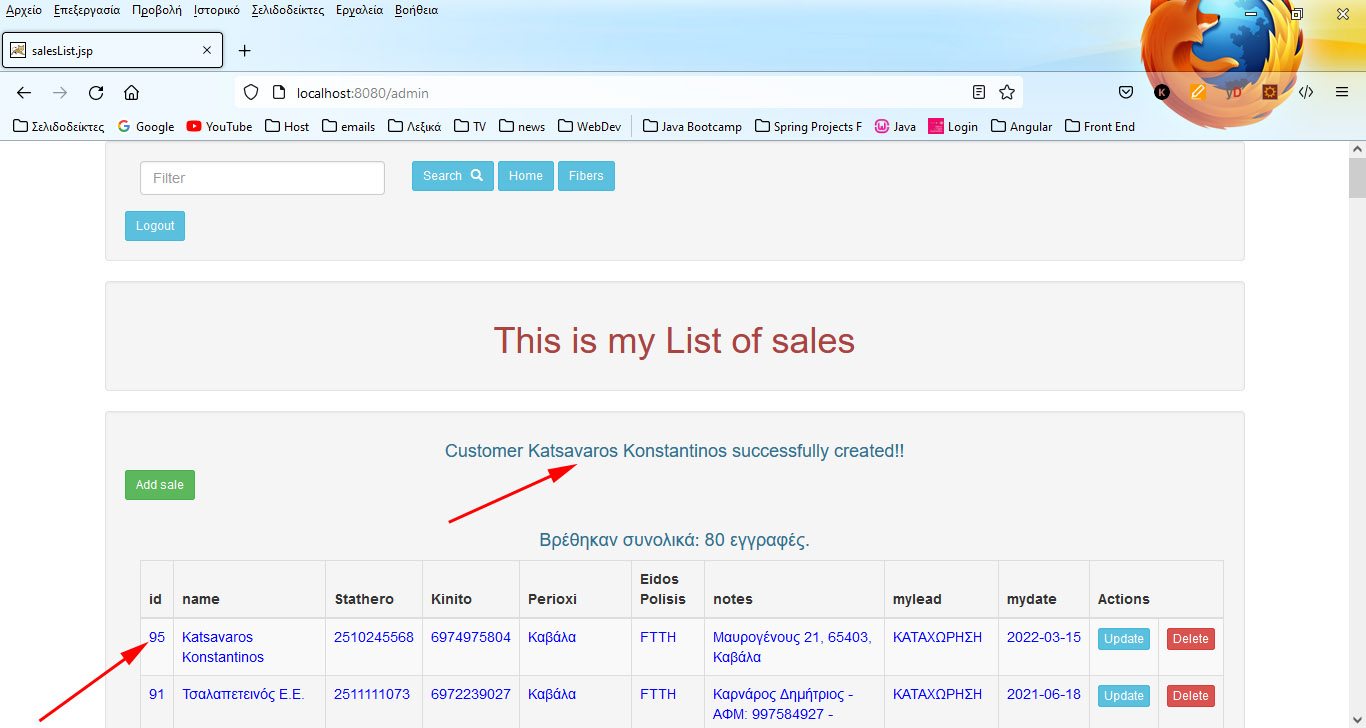 Αρχείο Επεξεργασία Προβολή Ιστορικό Σελιδοδείκτες Εργαλεία Βοήθεια
salesList.jsp
localhost:8080/admin
Σελιδοδείκτες Google YouTube Host emails Λεξικά TV news WebDev Java Bootcamp Spring Projects F Java Login Angular Front End
Filter Search Home Fibers
Logout
This is my List of sales
Customer Katsavaros Konstantinos successfully created!!
Add sale
Βρέθηκαν συνολικά: 80 εγγραφές.
id name Stathero Kinito Perioxi Eidos Polisis notes mylead mydate Actions
95 Katsavaros Konstantinos 2510245568 6974975804 Καβάλα FTTH Μαυρογένους 21, 65403, Καβάλα ΚΑΤΑΧΩΡΗΣΗ 2022-03-15 Update Delete
91 Τσαλαπετεινός Ε.Ε. 2511111073 6972239027 Καβάλα FTTH Καρνάρος Δημήτριος - ΑΦΜ: 997584927 - ΚΑΤΑΧΩΡΗΣΗ 2021-06-18 Update Delete